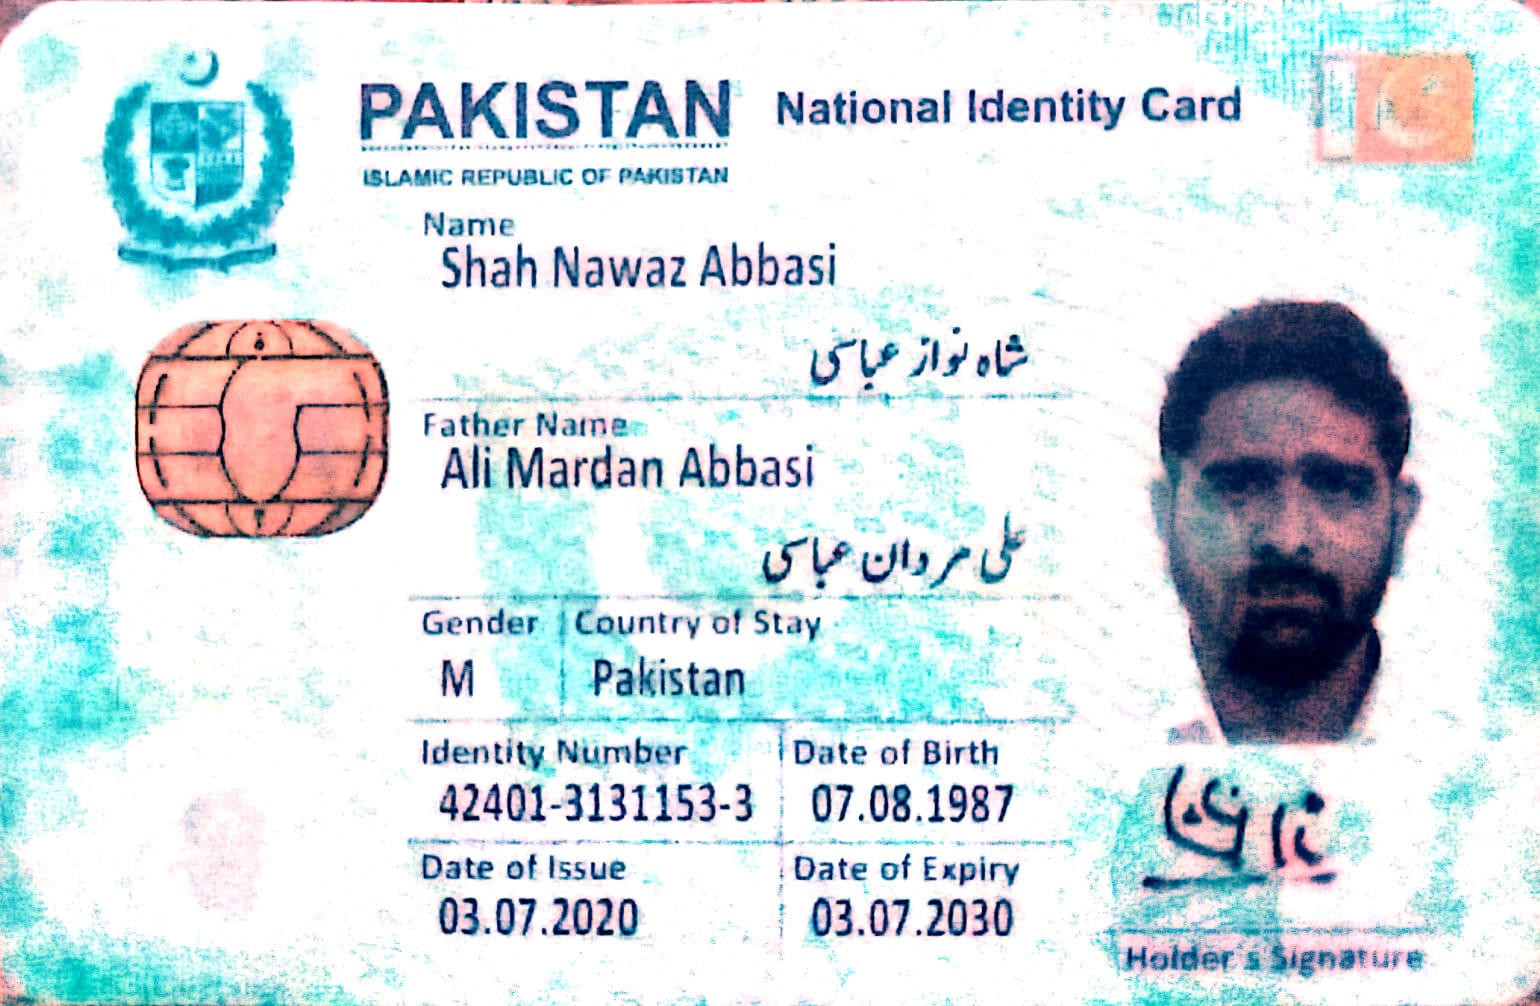 PAKISTAN National Identity Card
ISLAMIC REPUBLIC OF PAKISTAN
Name
Shah Nawaz Abbasi
شاہ نواز عباسی
Father Name
Ali Mardan Abbasi
علی مردان عباسی
Gender Country of Stay
M Pakistan
Identity Number Date of Birth
42401-3131153-3 07.08.1987
Date of Issue Date of Expiry
03.07.2020 03.07.2030
Holder's Signature